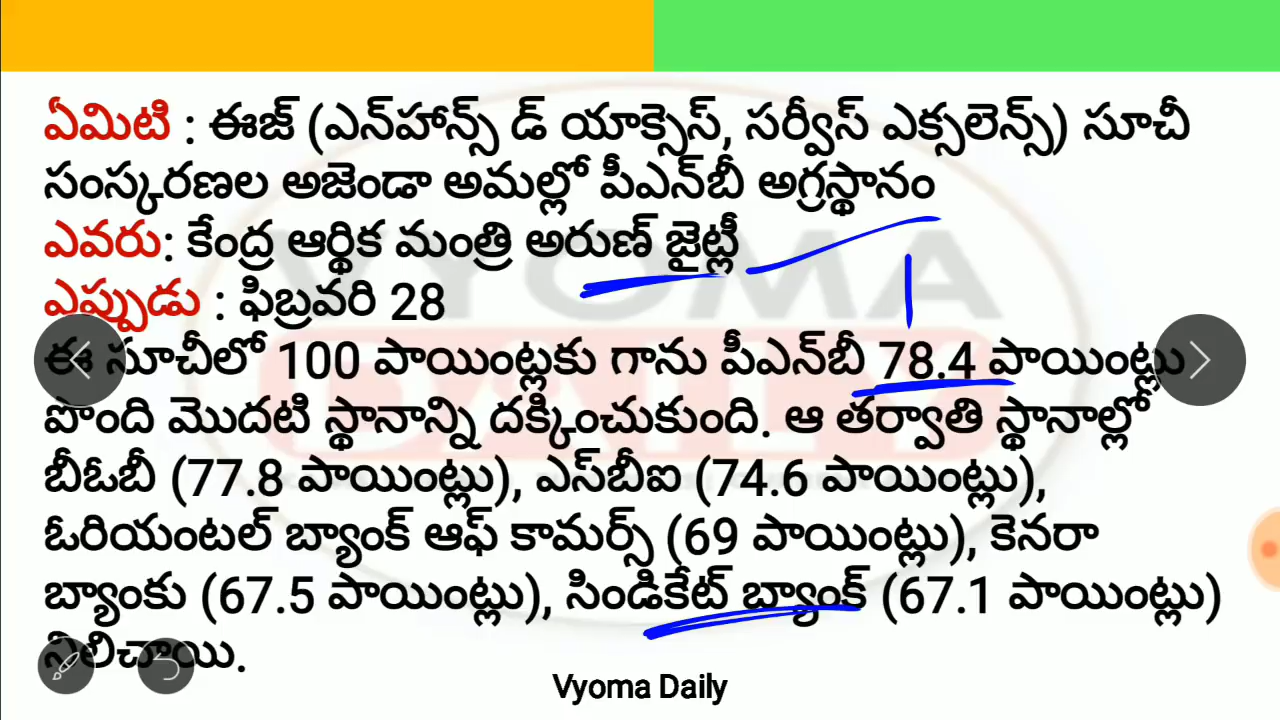 ఏమిటి : ఈజ్ (ఎన్‌హాన్స్ డ్ యాక్సెస్, సర్వీస్ ఎక్సలెన్స్) సూచీ
సంస్కరణల అజెండా అమల్లో పీఎన్‌బీ అగ్రస్థానం
ఎవరు: కేంద్ర ఆర్థిక మంత్రి అరుణ్ జైట్లీ
ఎప్పుడు : ఫిబ్రవరి 28
ఈ సూచీలో 100 పాయింట్లకు గాను పీఎన్‌బీ 78.4 పాయింట్లు
పొంది మొదటి స్థానాన్ని దక్కించుకుంది. ఆ తర్వాతి స్థానాల్లో
బీఓబీ (77.8 పాయింట్లు), ఎస్‌బీఐ (74.6 పాయింట్లు),
ఓరియంటల్ బ్యాంక్ ఆఫ్ కామర్స్ (69 పాయింట్లు), కెనరా
బ్యాంకు (67.5 పాయింట్లు), సిండికేట్ బ్యాంక్ (67.1 పాయింట్లు)
నిలిచాయి.
Vyoma Daily
VYOMA
DAILY